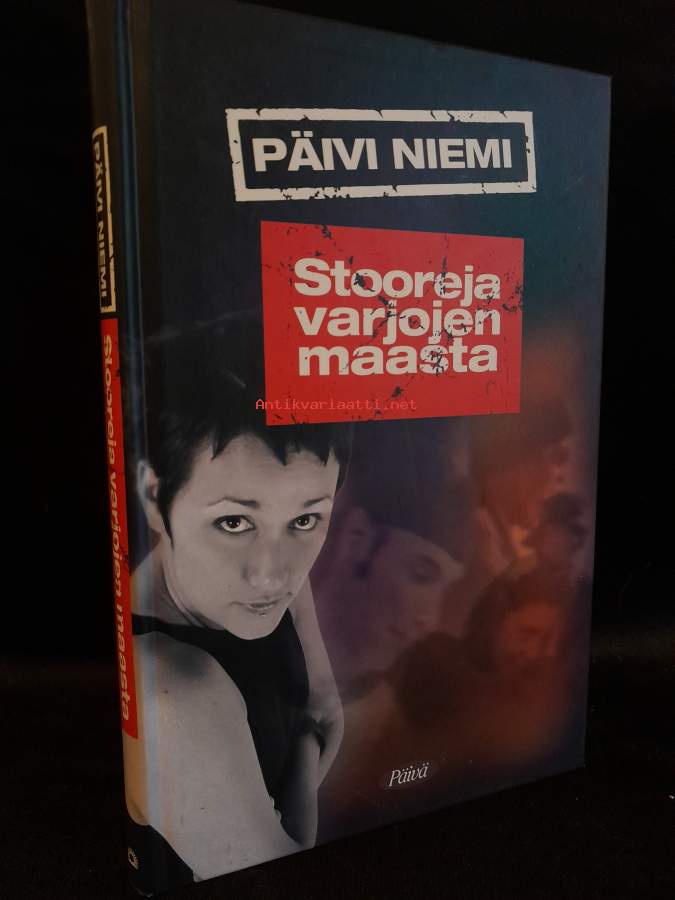 PÄIVI NIEMI
Stooreja
varjojen
maasta
Antikvariaatti.net
Päivä
PÄIVI NIEMI
Stooreja varjojen maasta